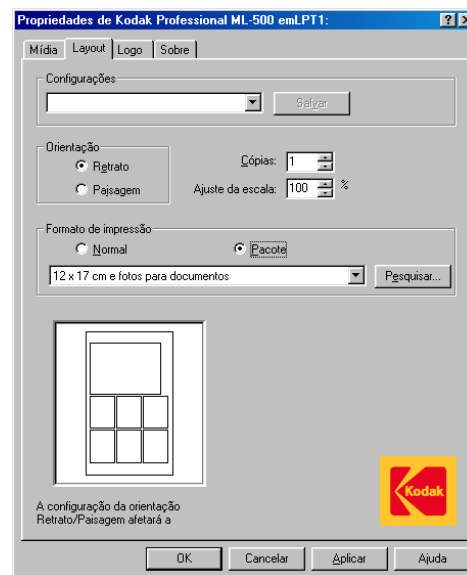 Propriedades de Kodak Professional ML-500 emLPT1:
Mídia Layout Logo Sobre
Configurações
Salvar
Orientação
Retrato
Paisagem
Cópias: 1
Ajuste da escala: 100 %
Formato de impressão
Normal
Pacote
12 x 17 cm e fotos para documentos
Pesquisar...
Kodak
A configuração da orientação
Retrato/Paisagem afetará a
OK Cancelar Aplicar Ajuda